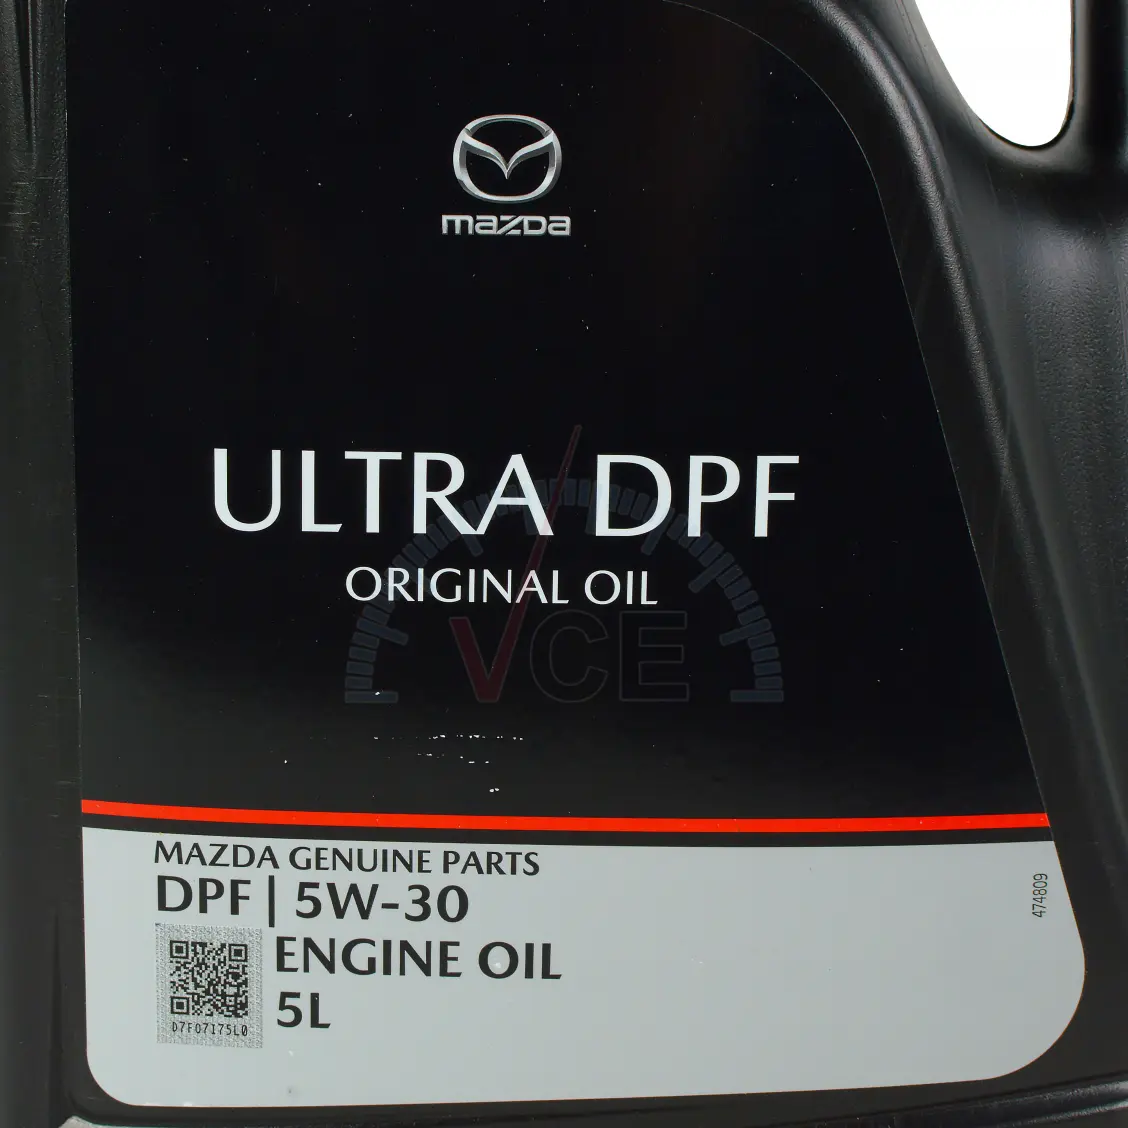 mazda
ULTRA DPF
ORIGINAL OIL
VCE
MAZDA GENUINE PARTS
DPF | 5W-30
ENGINE OIL
5L
D7F07175L0
474809